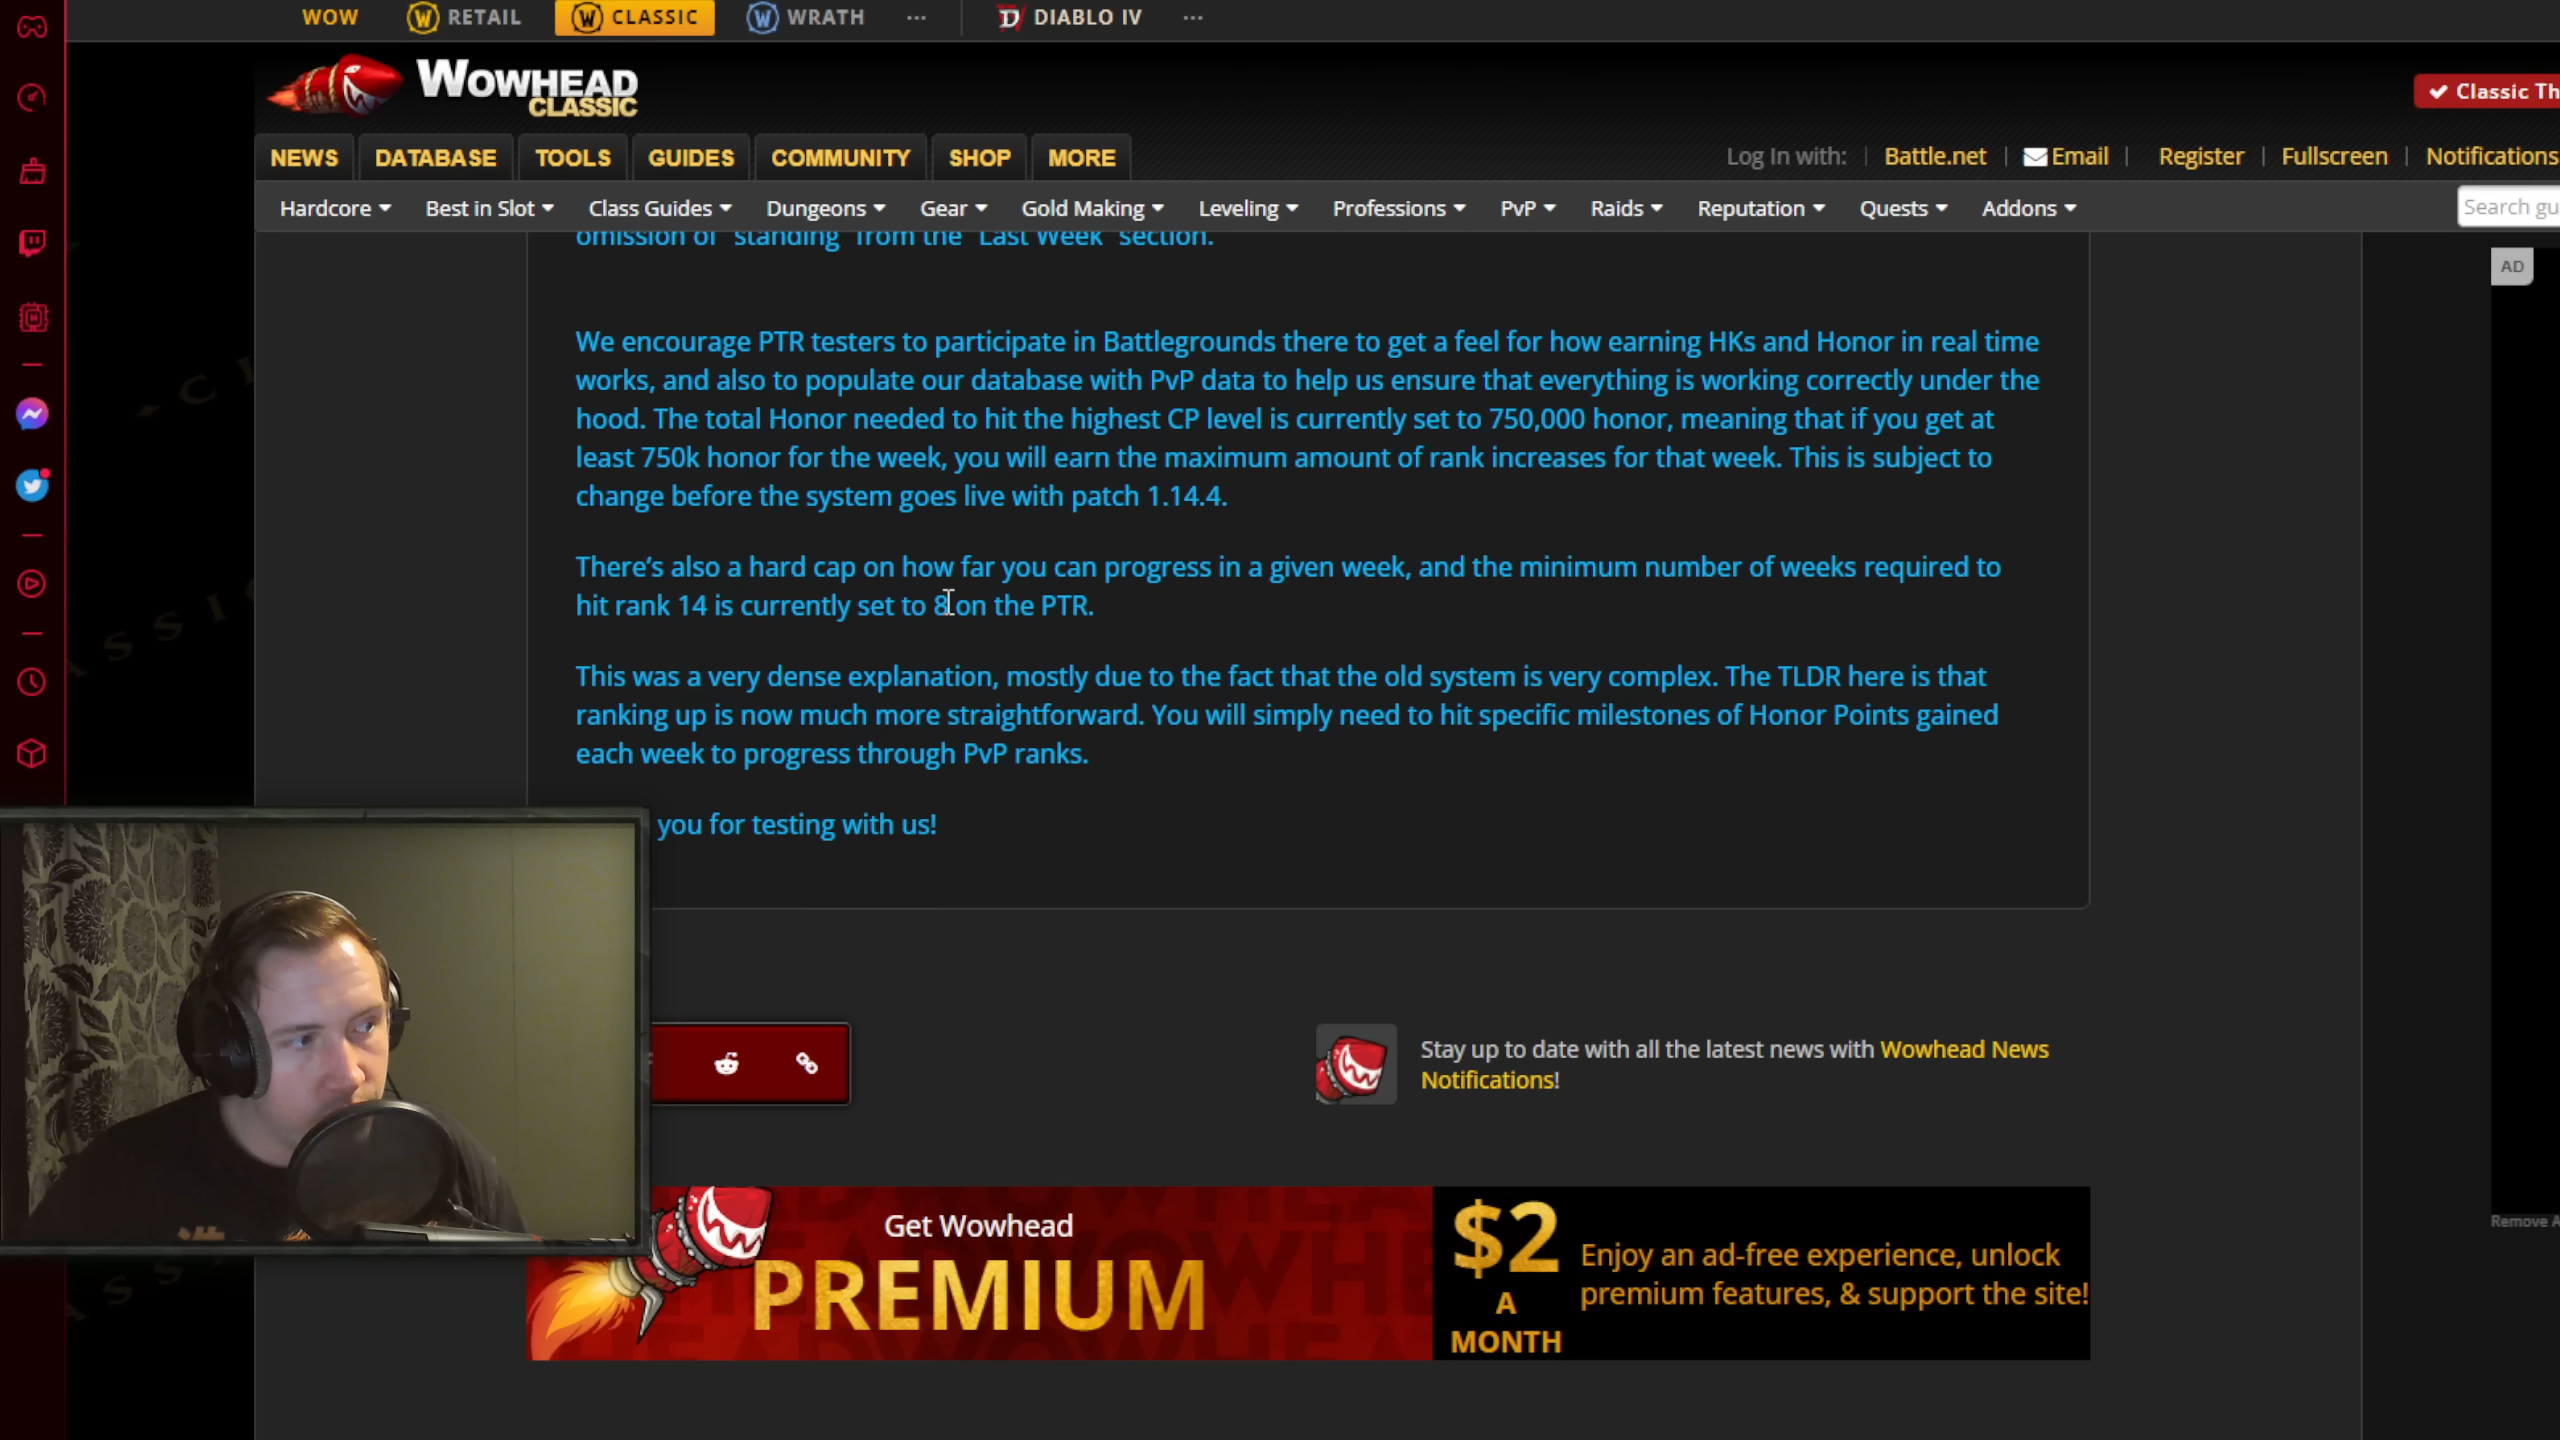 WOW RETAIL CLASSIC WRATH ... DIABLO IV ...
WOWHEAD
CLASSIC
Classic Th
NEWS DATABASE TOOLS GUIDES COMMUNITY SHOP MORE
Log In with: | Battle.net | Email | Register | Fullscreen | Notifications
Hardcore Best in Slot Class Guides Dungeons Gear Gold Making Leveling Professions PvP Raids Reputation Quests Addons
Search gu
omission of "standing" from the "Last Week" section.
AD
We encourage PTR testers to participate in Battlegrounds there to get a feel for how earning HKs and Honor in real time
works, and also to populate our database with PvP data to help us ensure that everything is working correctly under the
hood. The total Honor needed to hit the highest CP level is currently set to 750,000 honor, meaning that if you get at
least 750k honor for the week, you will earn the maximum amount of rank increases for that week. This is subject to
change before the system goes live with patch 1.14.4.
There's also a hard cap on how far you can progress in a given week, and the minimum number of weeks required to
hit rank 14 is currently set to 8 on the PTR.
This was a very dense explanation, mostly due to the fact that the old system is very complex. The TLDR here is that
ranking up is now much more straightforward. You will simply need to hit specific milestones of Honor Points gained
each week to progress through PvP ranks.
you for testing with us!
Stay up to date with all the latest news with Wowhead News
Notifications!
Get Wowhead
PREMIUM
$2
A
MONTH
Enjoy an ad-free experience, unlock
premium features, & support the site!
Remove A